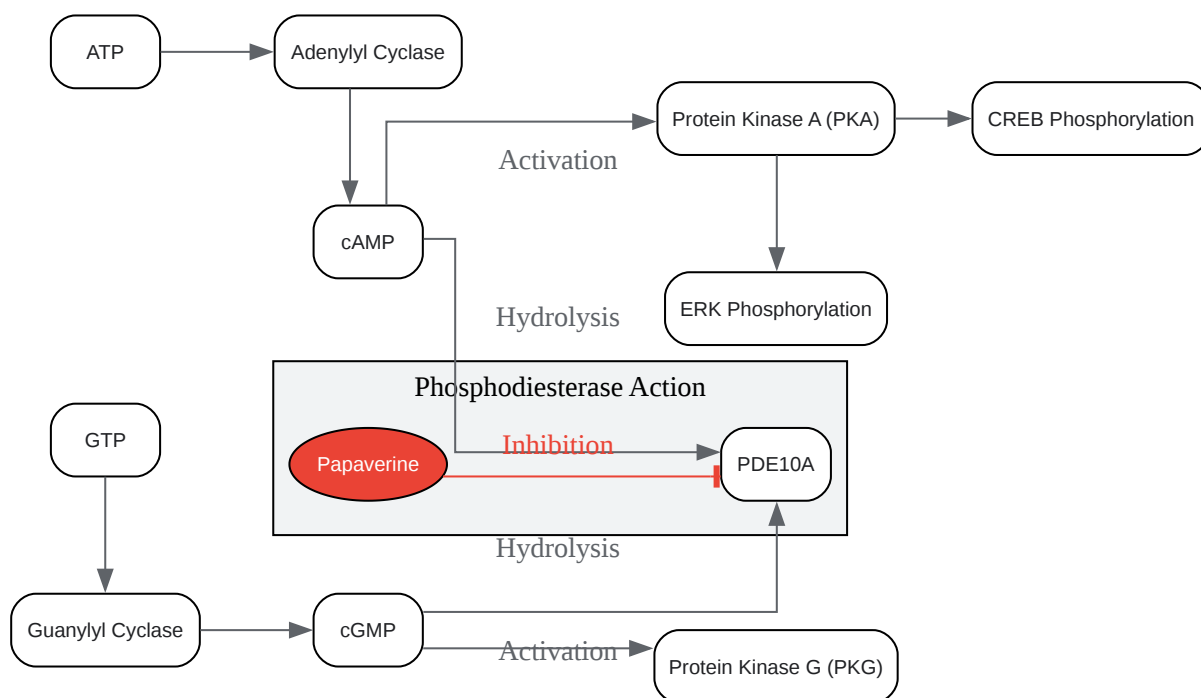 ATP
Adenylyl Cyclase
Protein Kinase A (PKA)
CREB Phosphorylation
Activation
cAMP
Hydrolysis
ERK Phosphorylation
Phosphodiesterase Action
GTP
Inhibition
Papaverine
PDE10A
Hydrolysis
Guanylyl Cyclase
cGMP
Activation
Protein Kinase G (PKG)